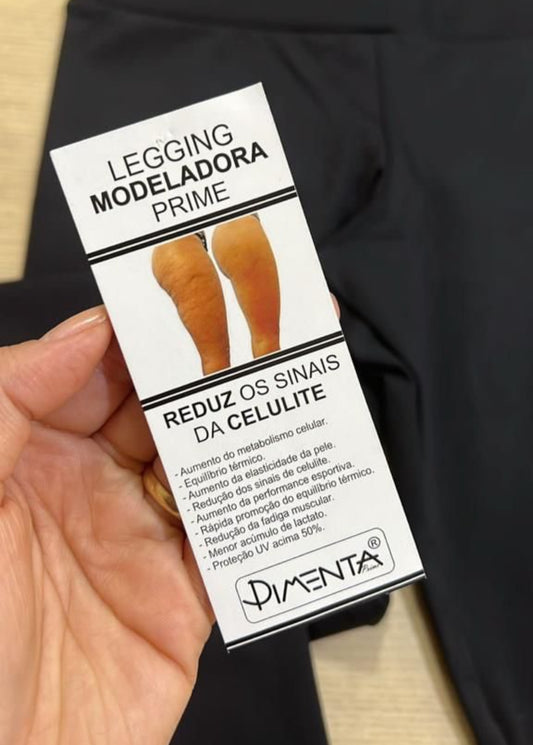 LEGGING
MODELADORA
PRIME
REDUZ OS SINAIS
DA CELULITE
- Aumento do metabolismo celular.
- Equilíbrio térmico.
- Aumento da elasticidade da pele.
- Redução dos sinais de celulite.
- Aumento da performance esportiva.
- Rápida promoção do equilíbrio térmico.
- Redução da fadiga muscular.
- Menor acúmulo de lactato.
- Proteção UV acima 50%.
PIMENTA®
Prime